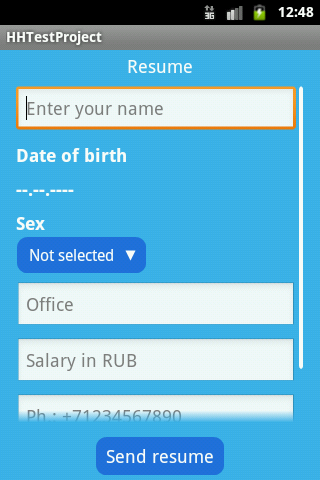 3G 12:48
HHTestProject
Resume
Enter your name
Date of birth
--.--.----
Sex
Not selected ▼
Office
Salary in RUB
Ph.: +71234567890
Send resume